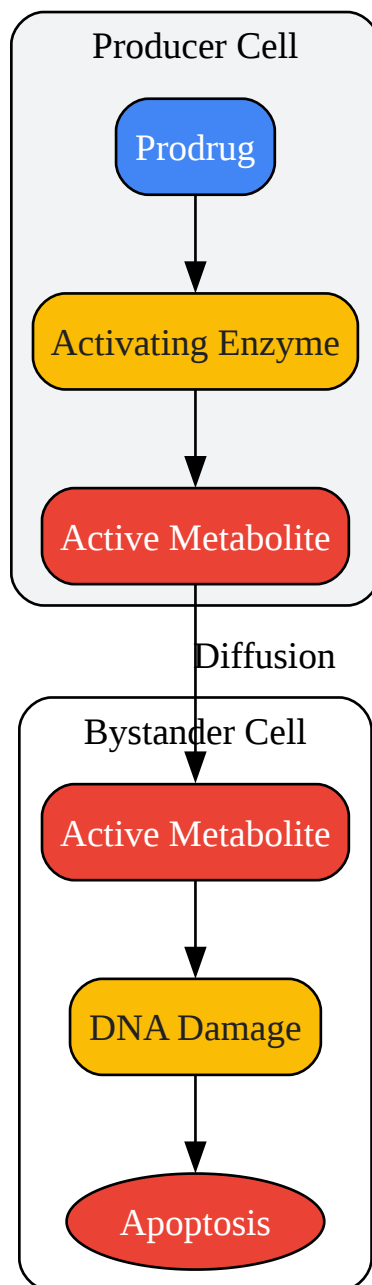 Producer Cell
Prodrug
Activating Enzyme
Active Metabolite
Diffusion
Bystander Cell
Active Metabolite
DNA Damage
Apoptosis